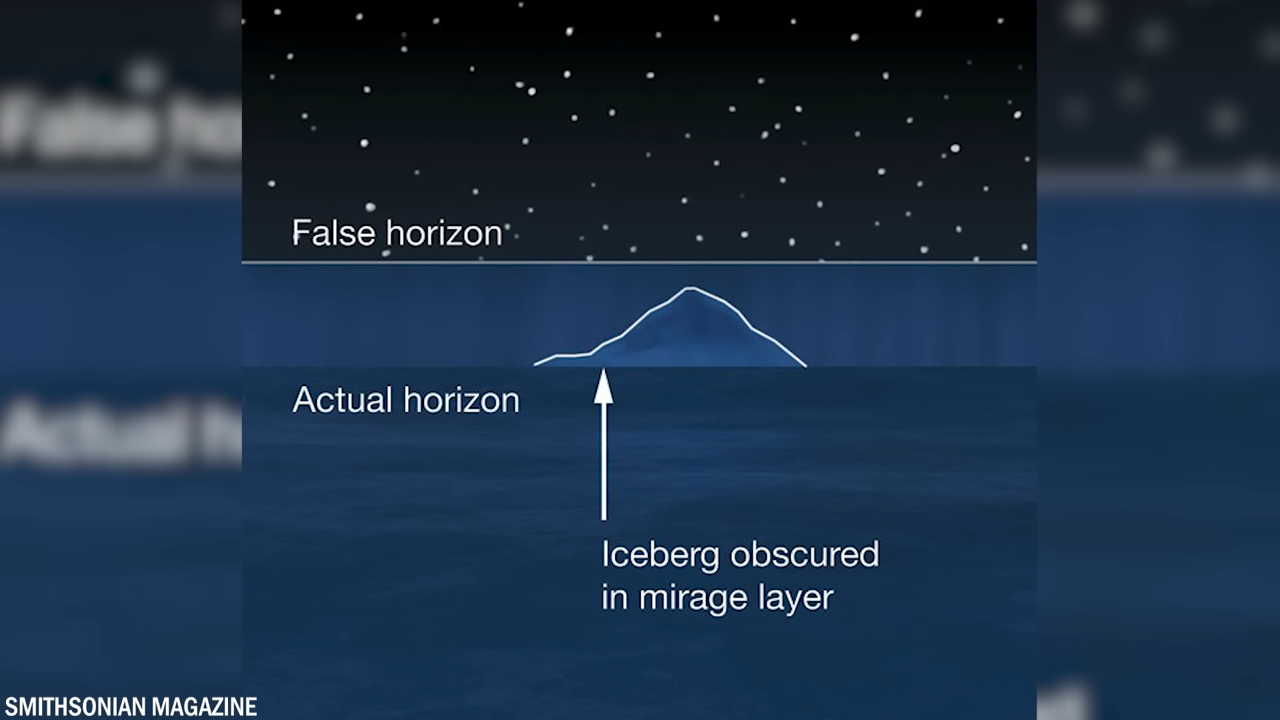 False horizon
Actual horizon
Iceberg obscured
in mirage layer
SMITHSONIAN MAGAZINE